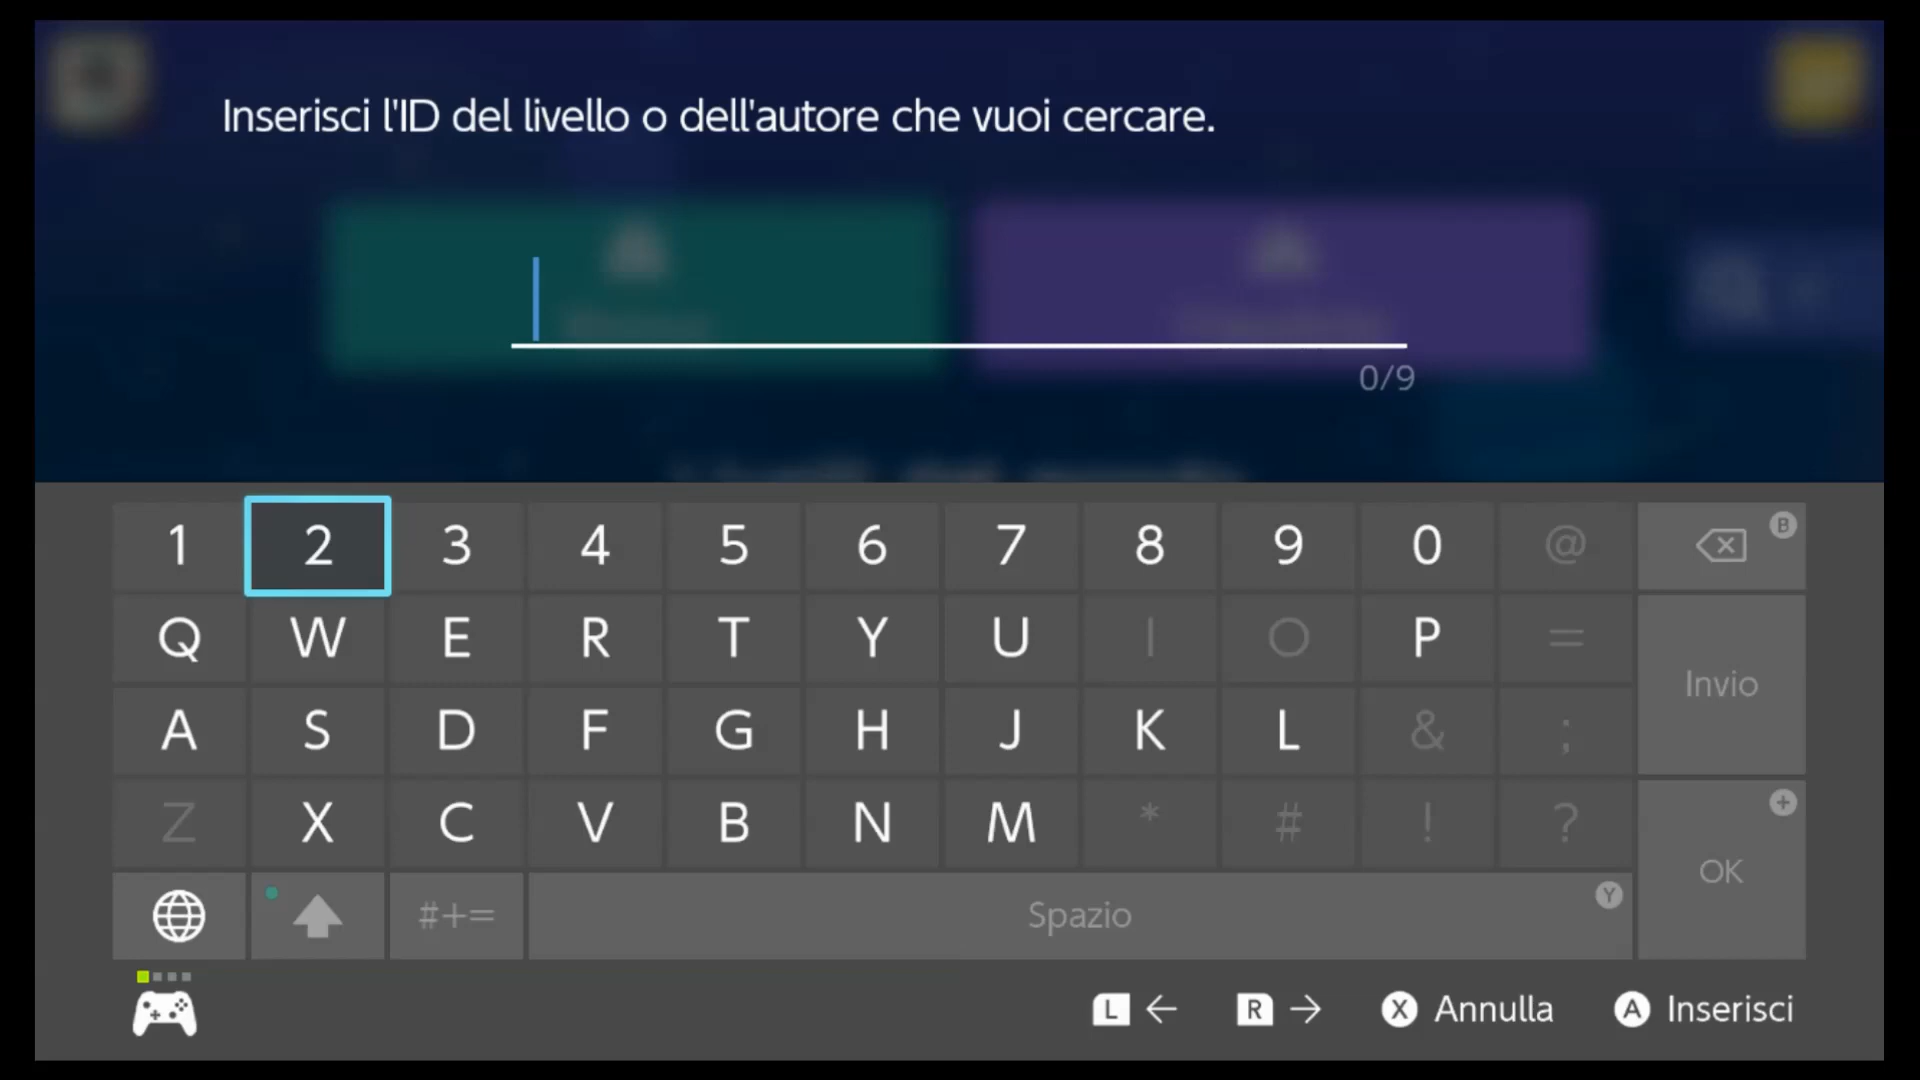 Inserisci l'ID del livello o dell'autore che vuoi cercare.
0/9
1 2 3 4 5 6 7 8 9 0 @ B
Q W E R T Y U I O P =
Invio
A S D F G H J K L & ;
Z X C V B N M * # ! ? +
OK
#+= Spazio Y
L ← R → X Annulla A Inserisci